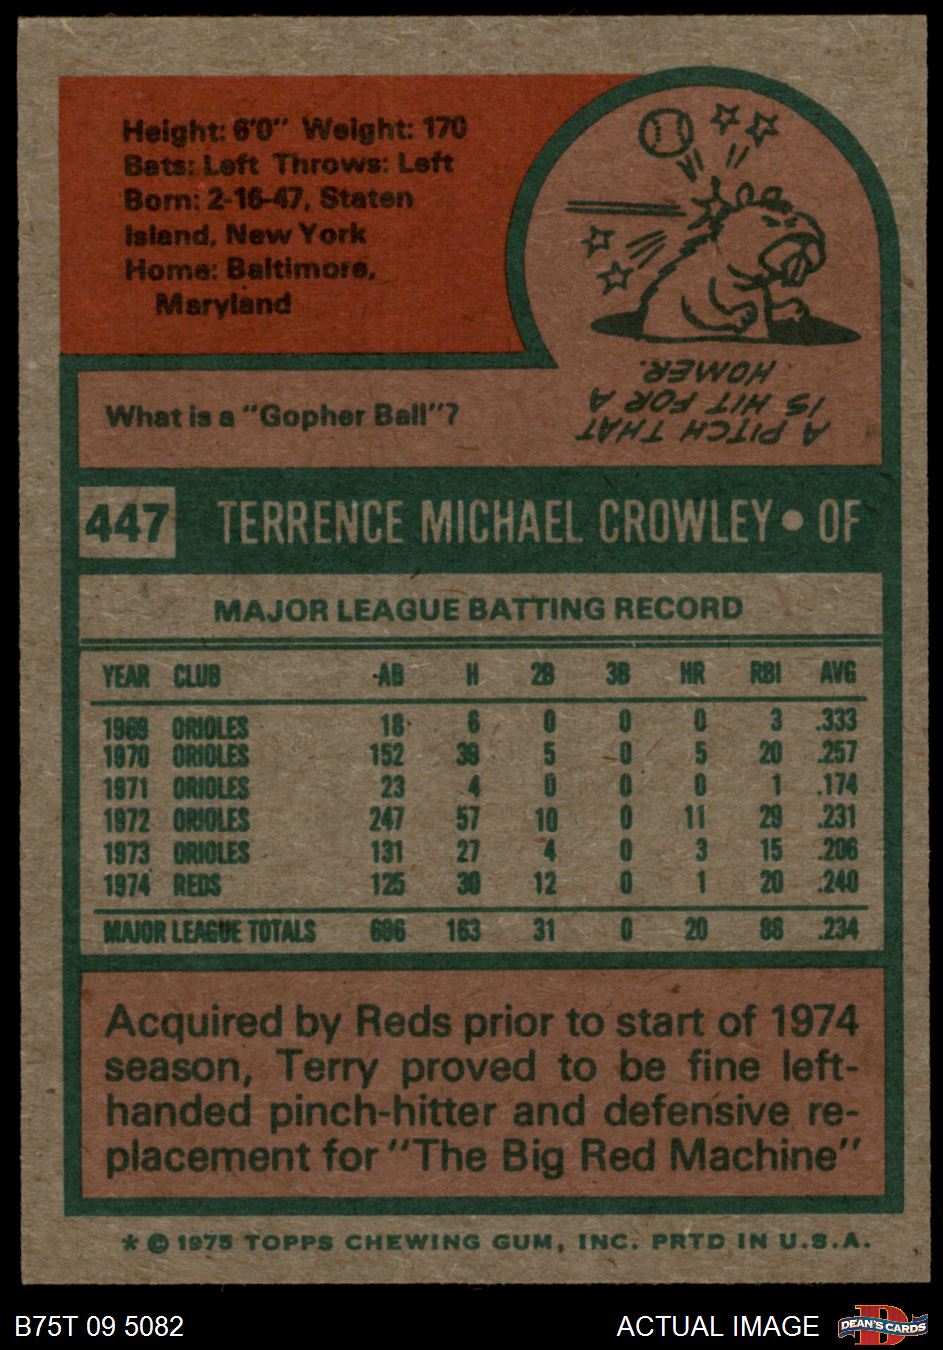 Height: 6'0" Weight: 170
Bats: Left Throws: Left
Born: 2-16-47, Staten
Island, New York
Home: Baltimore,
Maryland
What is a "Gopher Ball"?
A PITCH THAT
IS HIT FOR A
HOMER.
447 TERRENCE MICHAEL CROWLEY • OF
MAJOR LEAGUE BATTING RECORD
YEAR CLUB AB H 2B 3B HR RBI AVG
1969 ORIOLES 18 6 0 0 0 3 .333
1970 ORIOLES 152 39 5 0 5 20 .257
1971 ORIOLES 23 4 0 0 0 1 .174
1972 ORIOLES 247 57 10 0 11 29 .231
1973 ORIOLES 131 27 4 0 3 15 .206
1974 REDS 125 30 12 0 1 20 .240
MAJOR LEAGUE TOTALS 696 163 31 0 20 88 .234
Acquired by Reds prior to start of 1974
season, Terry proved to be fine left-
handed pinch-hitter and defensive re-
placement for "The Big Red Machine"
* © 1975 TOPPS CHEWING GUM, INC. PRTD IN U.S.A.
B75T 09 5082 ACTUAL IMAGE DEAN'S CARDS